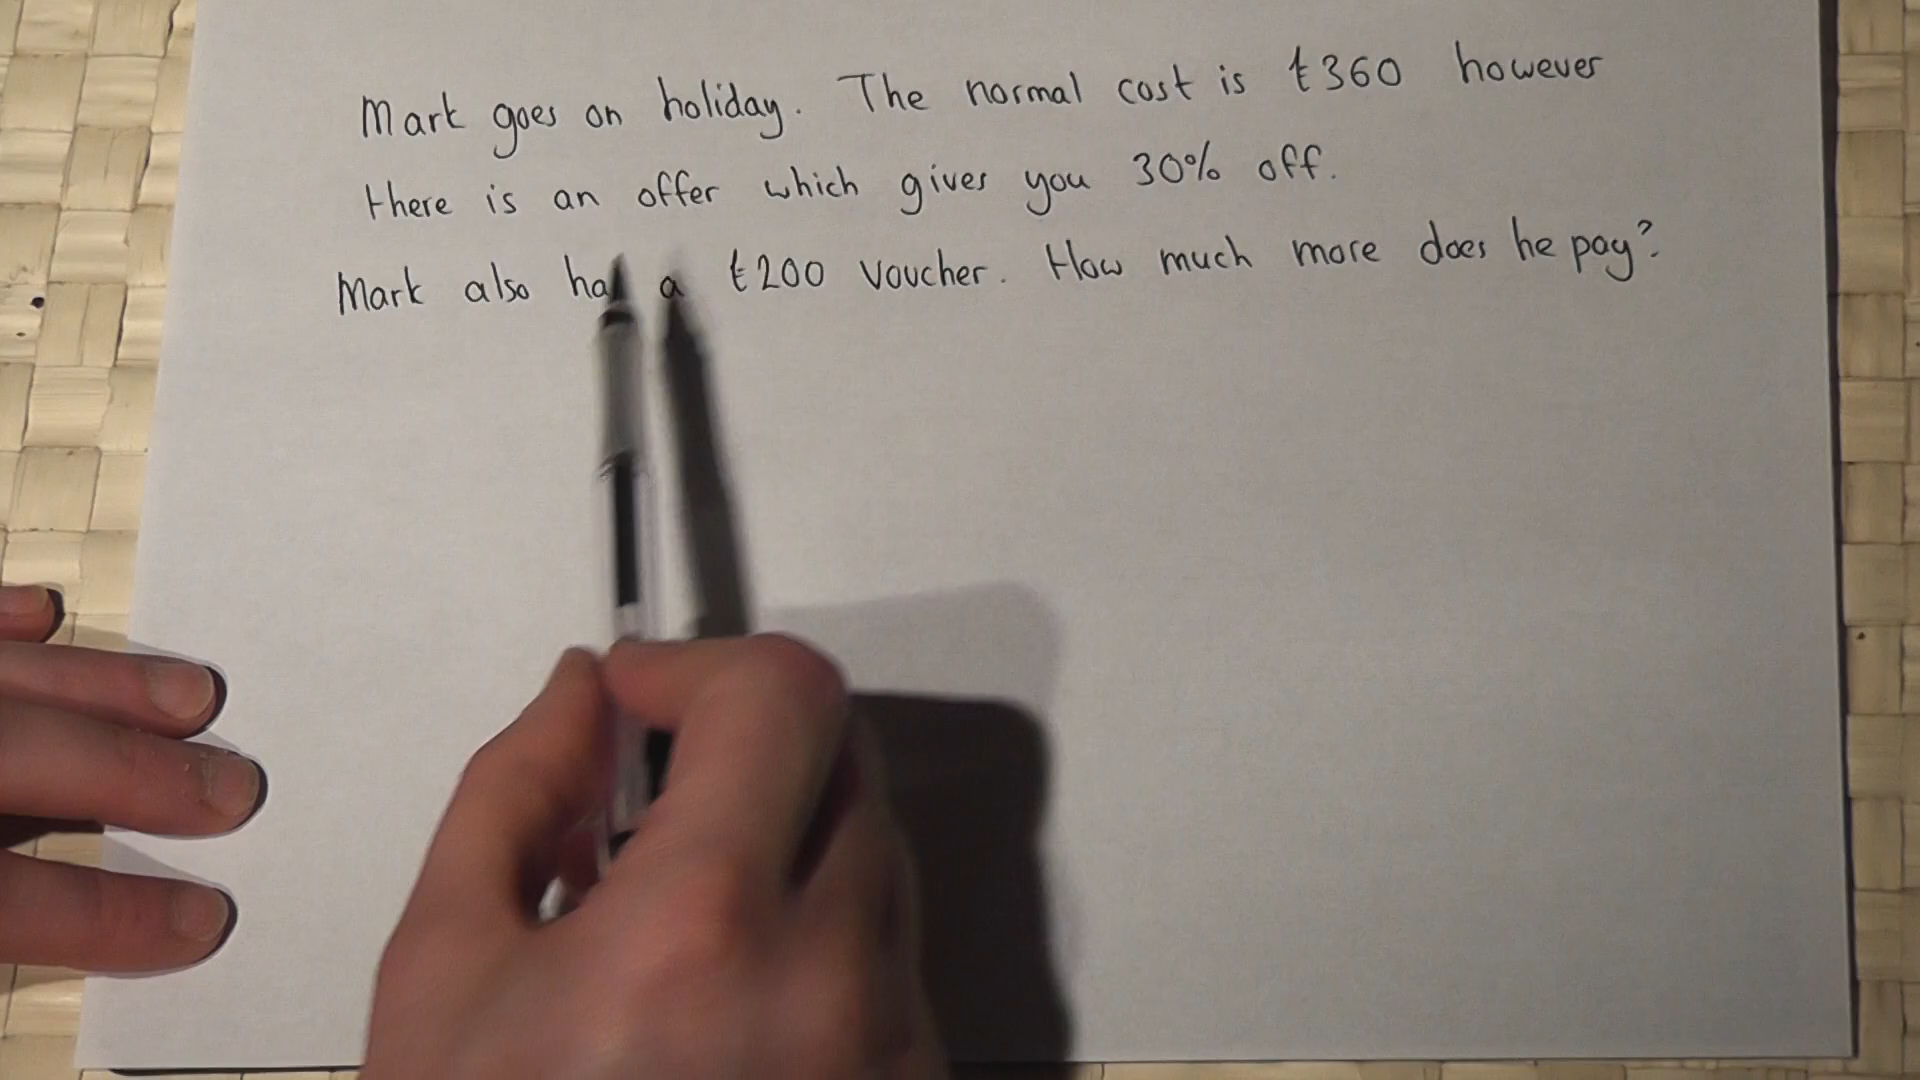 Mark goes on holiday. The normal cost is £360 however
there is an offer which gives you 30% off.
Mark also has a £200 voucher. How much more does he pay?